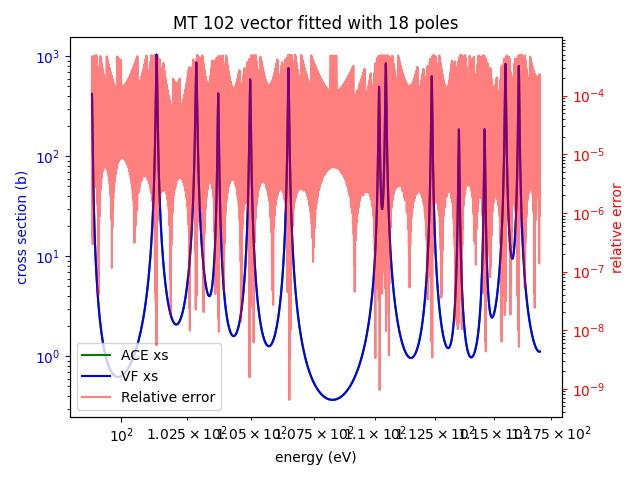 MT 102 vector fitted with 18 poles
10³
10²
10¹
10⁰
cross section (b)
10⁻⁴
10⁻⁵
10⁻⁶
10⁻⁷
10⁻⁸
10⁻⁹
relative error
ACE xs
VF xs
Relative error
10² 1.025 × 10² 1.05 × 10² 1.075 × 10² 1.1 × 10² 1.125 × 10² 1.15 × 10² 1.175 × 10²
energy (eV)